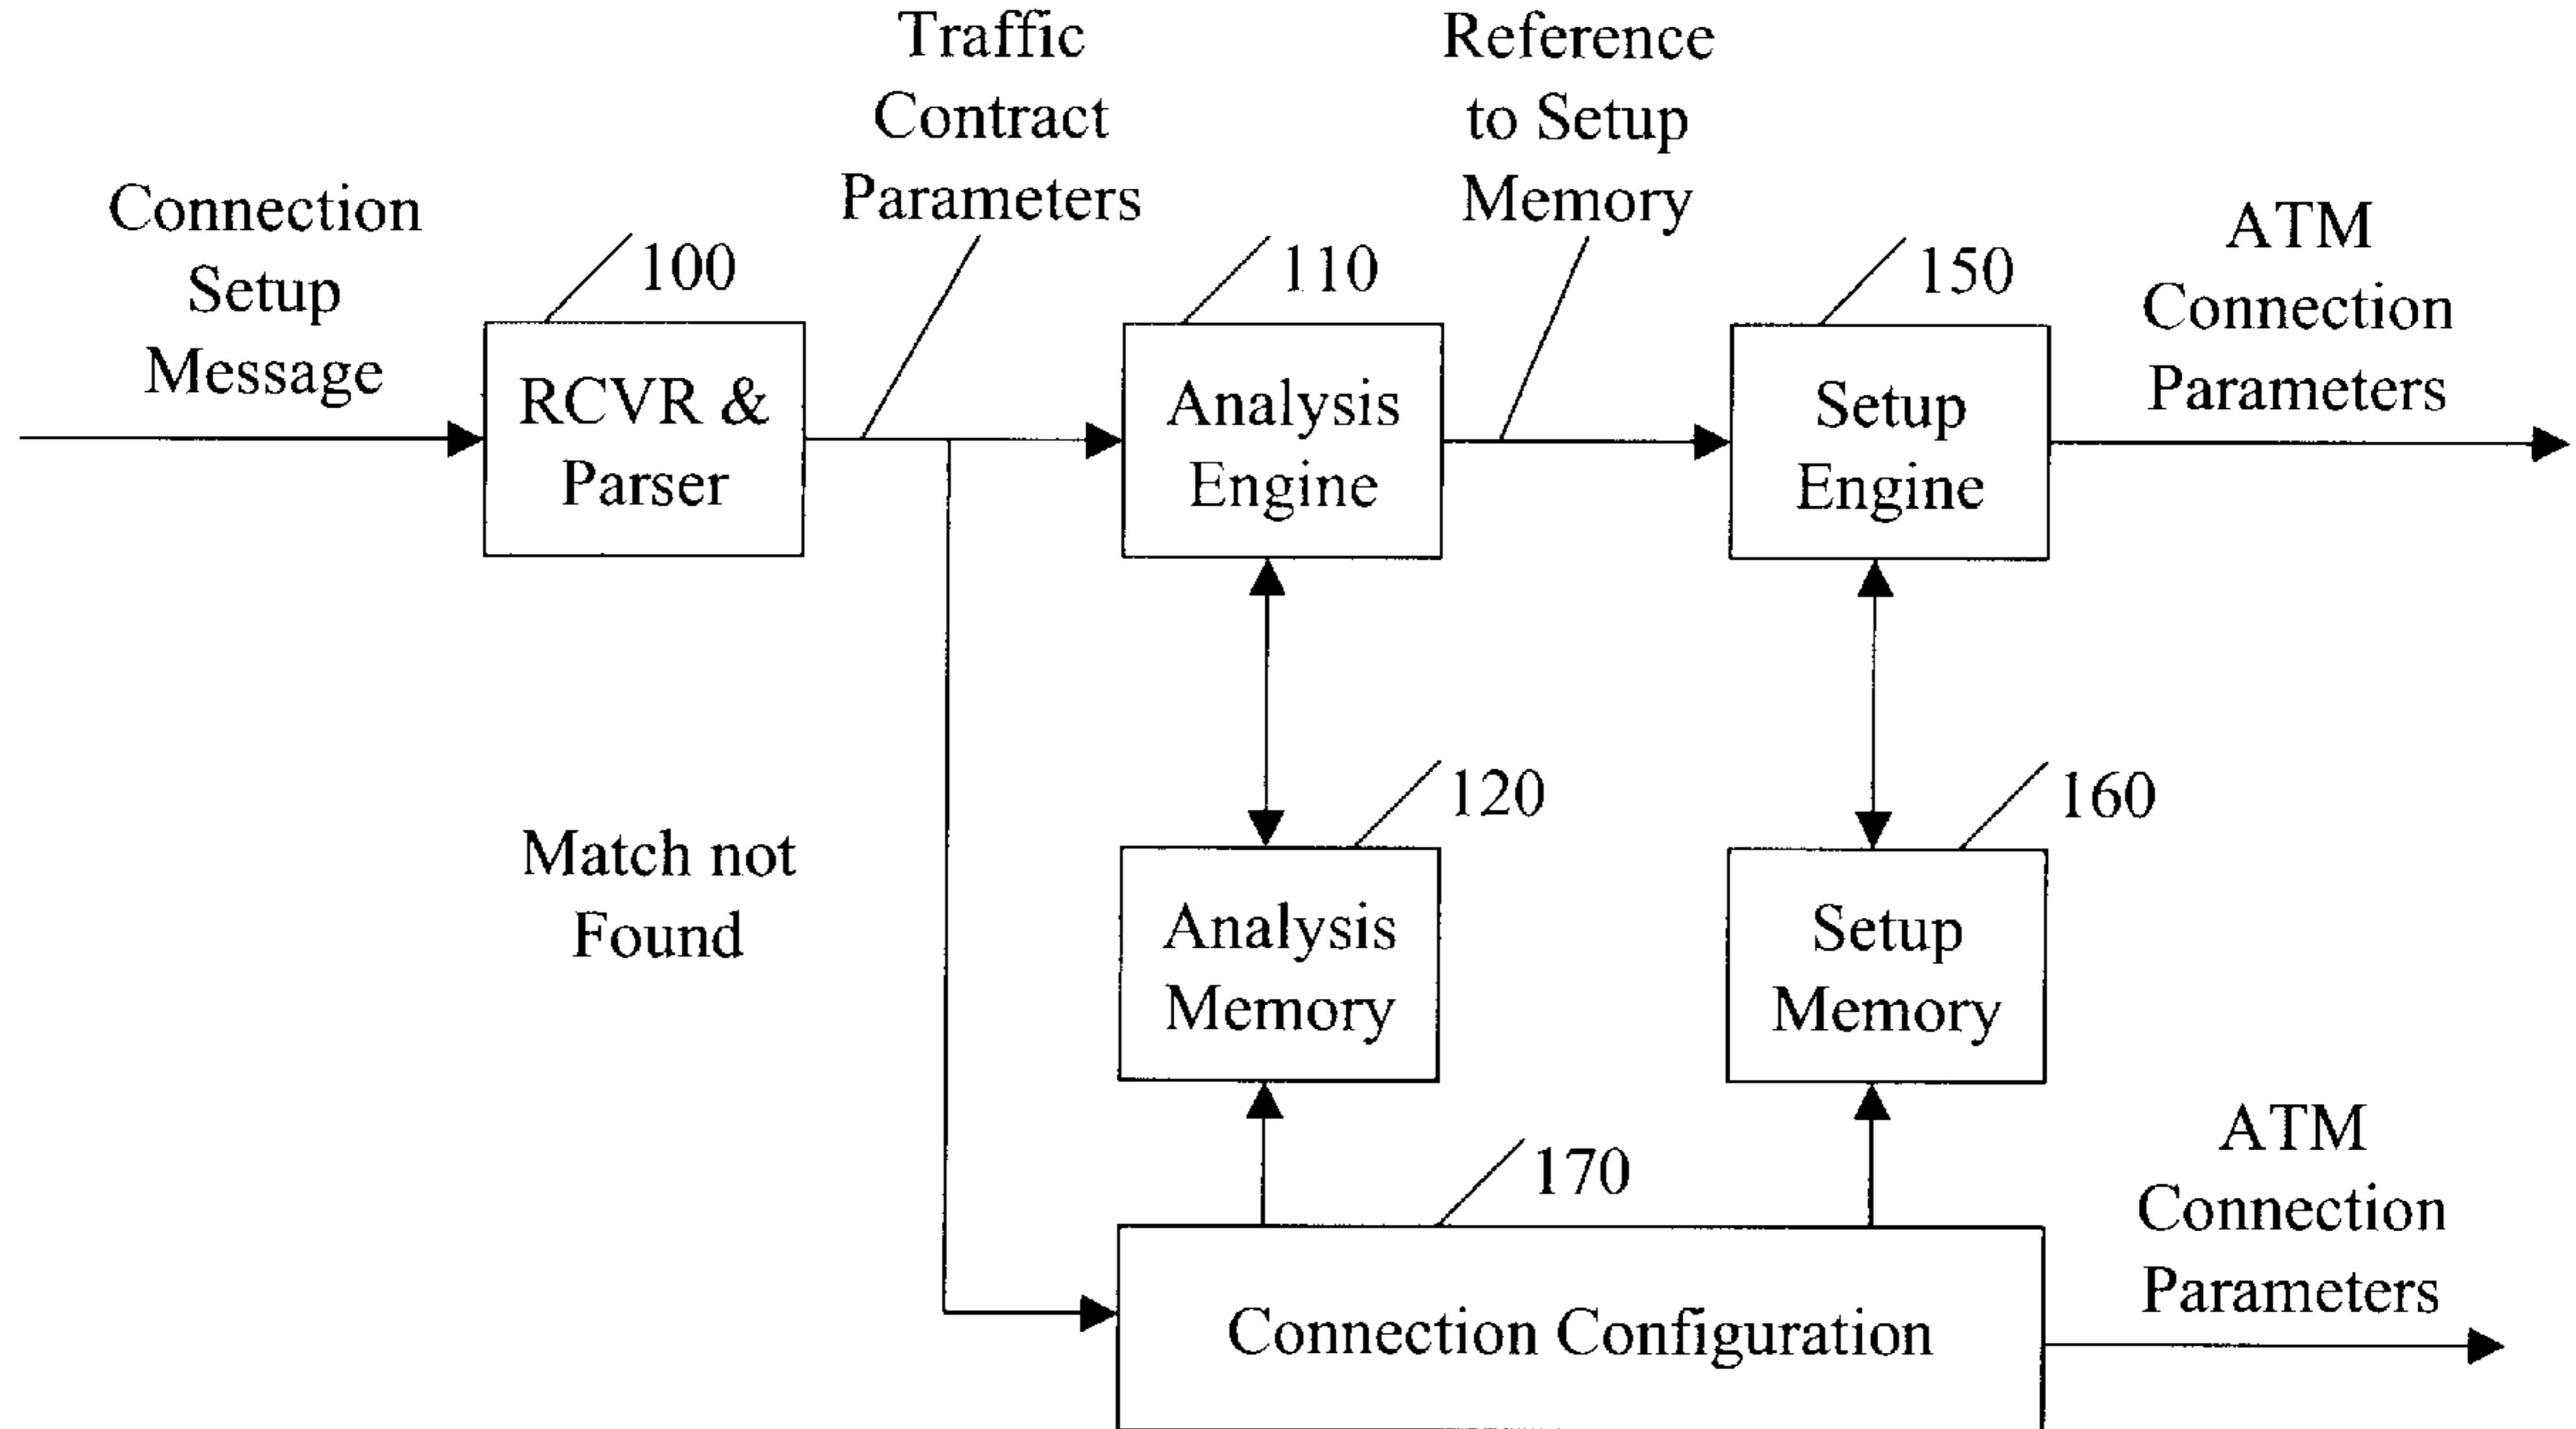 Traffic
Contract
Parameters
Reference
to Setup
Memory
Connection
Setup
Message
ATM
Connection
Parameters
100
110
150
RCVR &
Parser
Analysis
Engine
Setup
Engine
120
160
Match not
Found
Analysis
Memory
Setup
Memory
170
ATM
Connection
Parameters
Connection Configuration